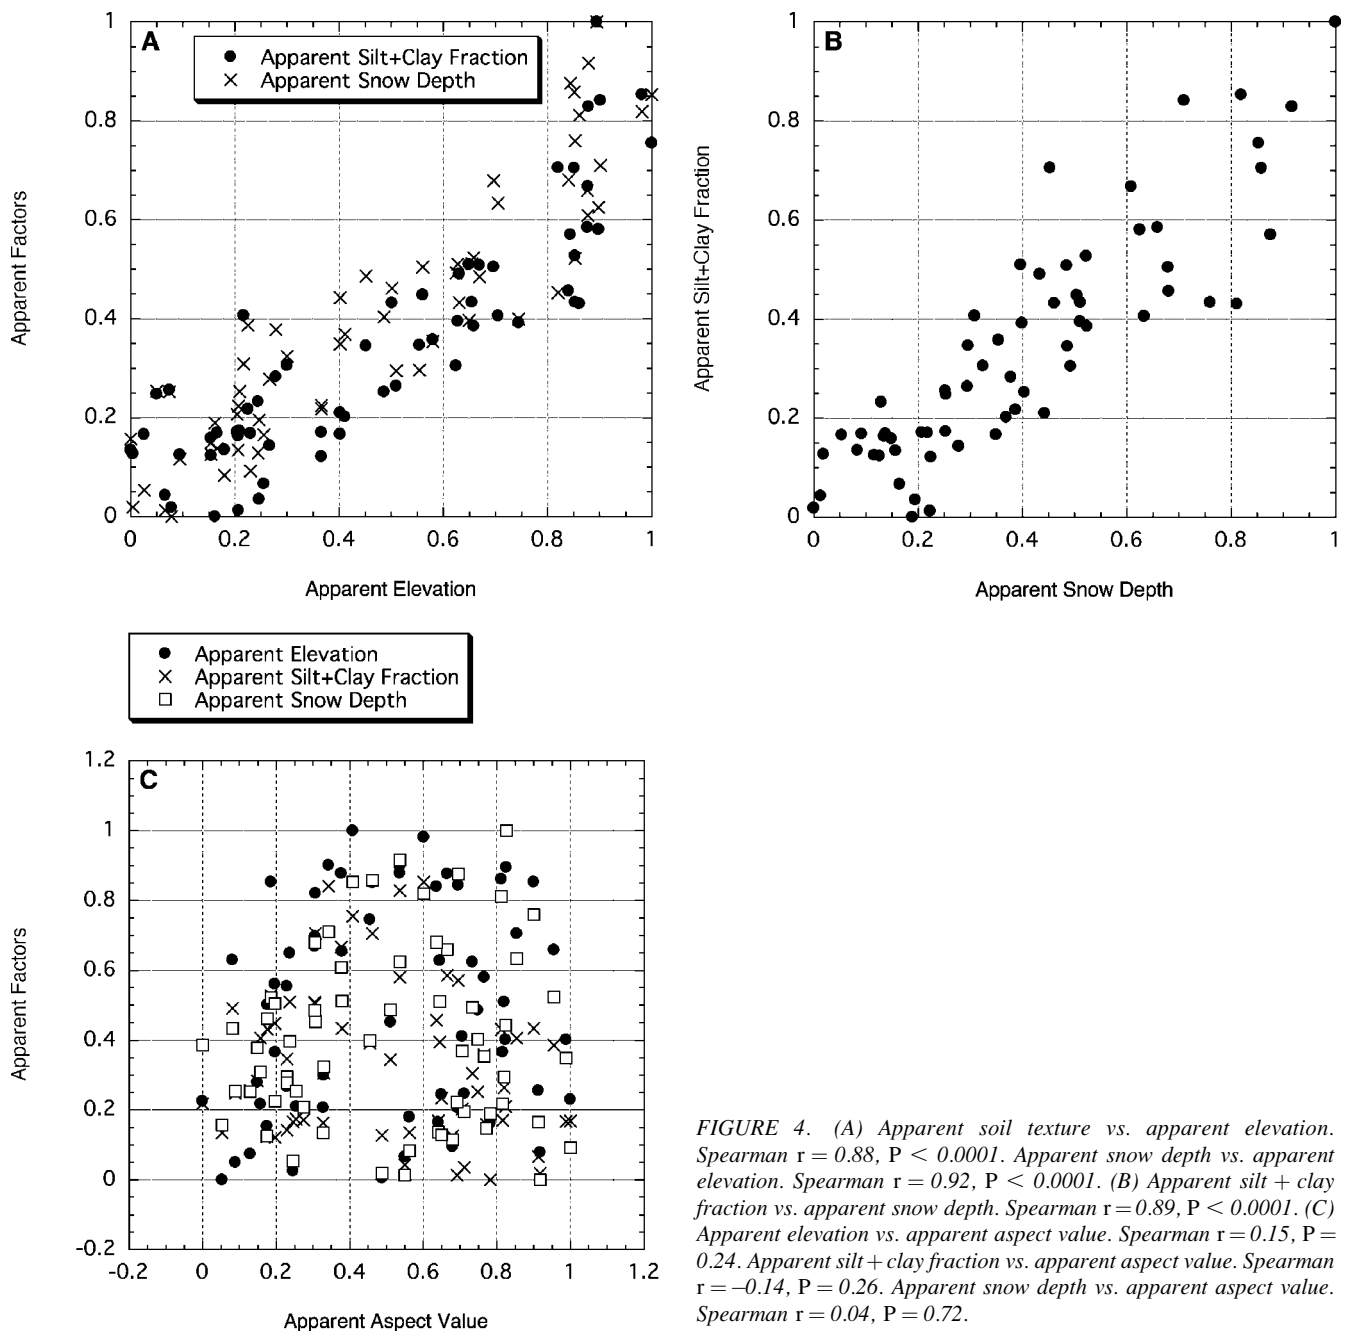 A
Apparent Silt+Clay Fraction
Apparent Snow Depth
1
0.8
0.6
0.4
0.2
0
0 0.2 0.4 0.6 0.8 1
Apparent Factors
Apparent Elevation
B
1
0.8
0.6
0.4
0.2
0
0 0.2 0.4 0.6 0.8 1
Apparent Silt+Clay Fraction
Apparent Snow Depth
Apparent Elevation
Apparent Silt+Clay Fraction
Apparent Snow Depth
C
1.2
1
0.8
0.6
0.4
0.2
0
-0.2
-0.2 0 0.2 0.4 0.6 0.8 1 1.2
Apparent Factors
Apparent Aspect Value
FIGURE 4. (A) Apparent soil texture vs. apparent elevation.
Spearman r = 0.88, P < 0.0001. Apparent snow depth vs. apparent
elevation. Spearman r = 0.92, P < 0.0001. (B) Apparent silt + clay
fraction vs. apparent snow depth. Spearman r = 0.89, P < 0.0001. (C)
Apparent elevation vs. apparent aspect value. Spearman r = 0.15, P =
0.24. Apparent silt + clay fraction vs. apparent aspect value. Spearman
r = –0.14, P = 0.26. Apparent snow depth vs. apparent aspect value.
Spearman r = 0.04, P = 0.72.